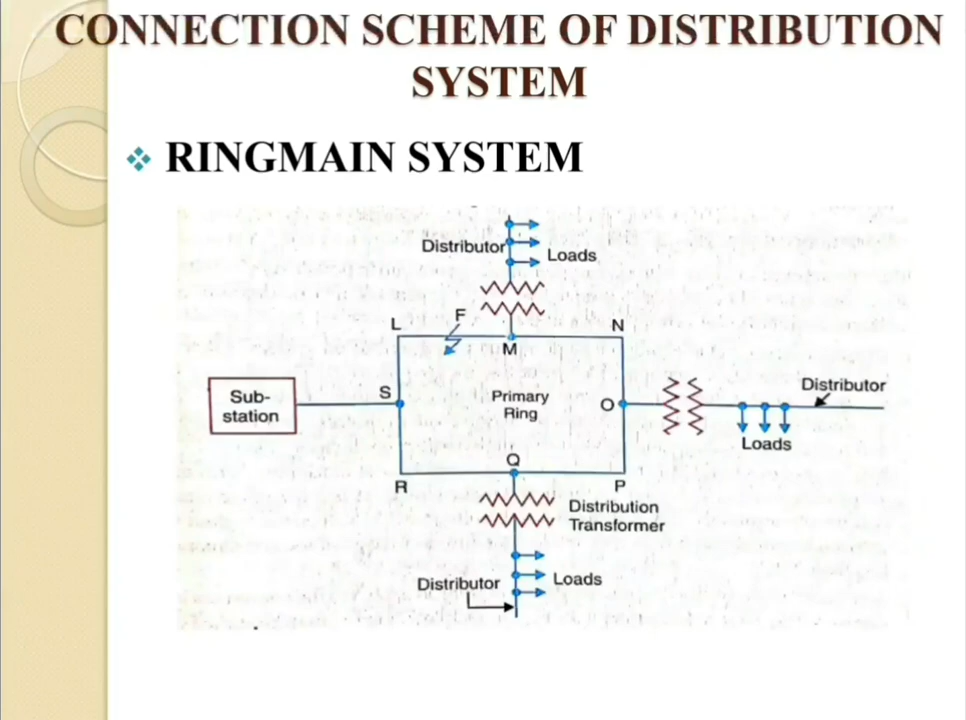 CONNECTION SCHEME OF DISTRIBUTION
SYSTEM
RINGMAIN SYSTEM
Distributor
Loads
L
F
N
M
Sub-
station
S
Primary
Ring
O
Distributor
Loads
Q
R
P
Distribution
Transformer
Distributor
Loads